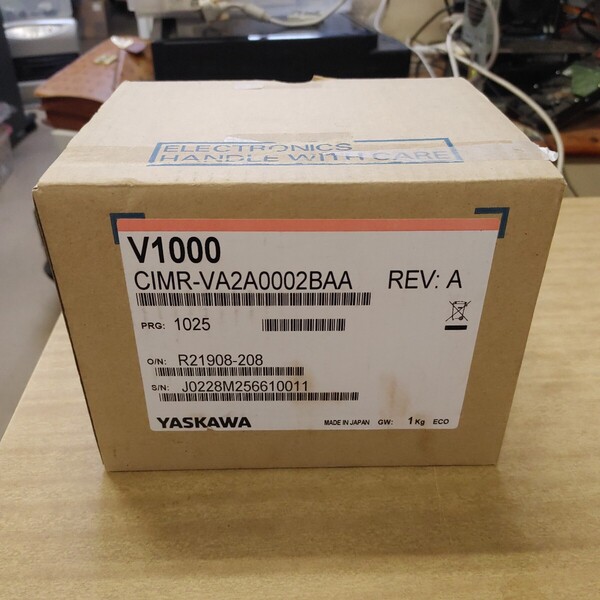 ELECTRONICS
HANDLE WITH CARE
V1000
CIMR-VA2A0002BAA REV: A
PRG: 1025
O/N: R21908-208
S/N: J0228M256610011
YASKAWA MADE IN JAPAN GW: 1 Kg ECO